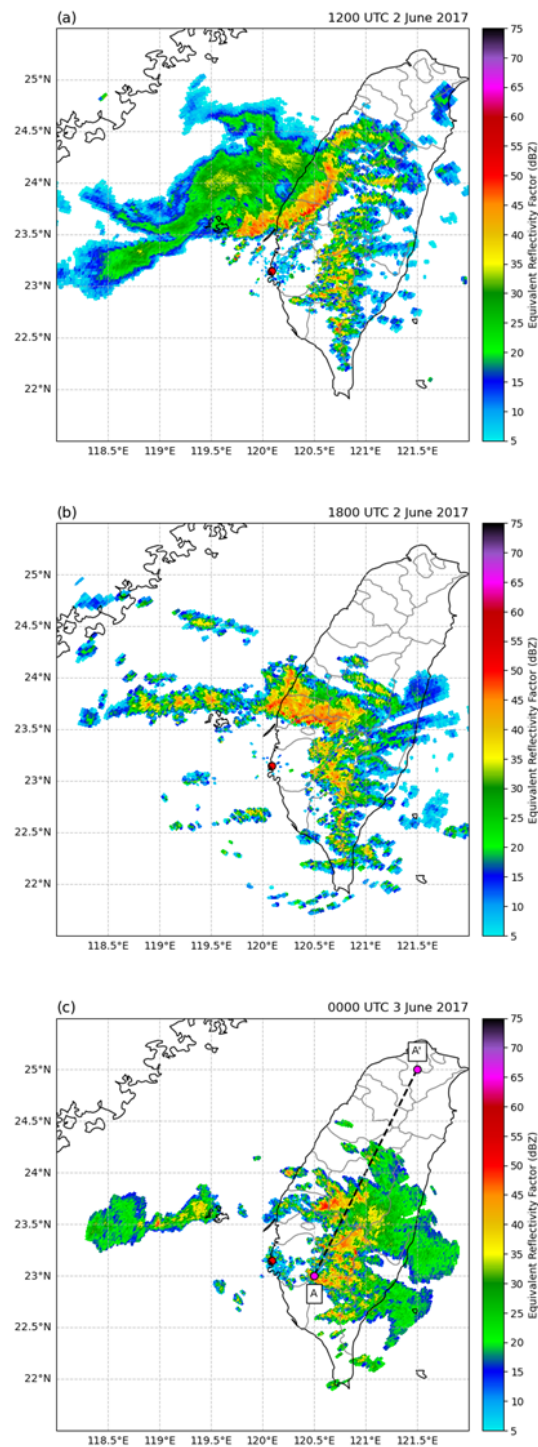 (a) 1200 UTC 2 June 2017
25°N
24.5°N
24°N
23.5°N
23°N
22.5°N
22°N
118.5°E 119°E 119.5°E 120°E 120.5°E 121°E 121.5°E
75
70
65
60
55
50
45
40
35
30
25
20
15
10
5
Equivalent Reflectivity Factor (dBZ)
(b) 1800 UTC 2 June 2017
25°N
24.5°N
24°N
23.5°N
23°N
22.5°N
22°N
118.5°E 119°E 119.5°E 120°E 120.5°E 121°E 121.5°E
75
70
65
60
55
50
45
40
35
30
25
20
15
10
5
Equivalent Reflectivity Factor (dBZ)
(c) 0000 UTC 3 June 2017
A'
25°N
24.5°N
24°N
23.5°N
23°N
A
22.5°N
22°N
118.5°E 119°E 119.5°E 120°E 120.5°E 121°E 121.5°E
75
70
65
60
55
50
45
40
35
30
25
20
15
10
5
Equivalent Reflectivity Factor (dBZ)